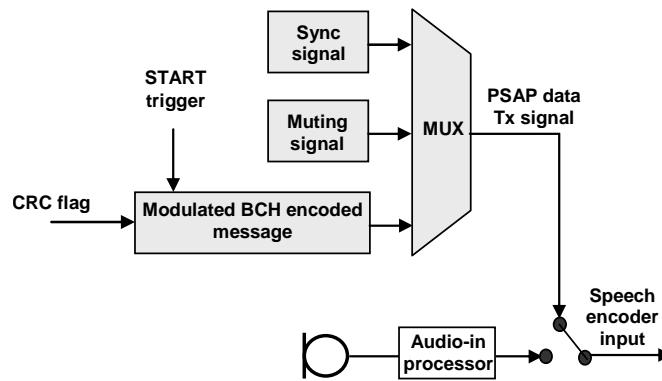 Sync
signal
START
trigger
Muting
signal
MUX
PSAP data
Tx signal
CRC flag
Modulated BCH encoded
message
Speech
encoder
input
Audio-in
processor